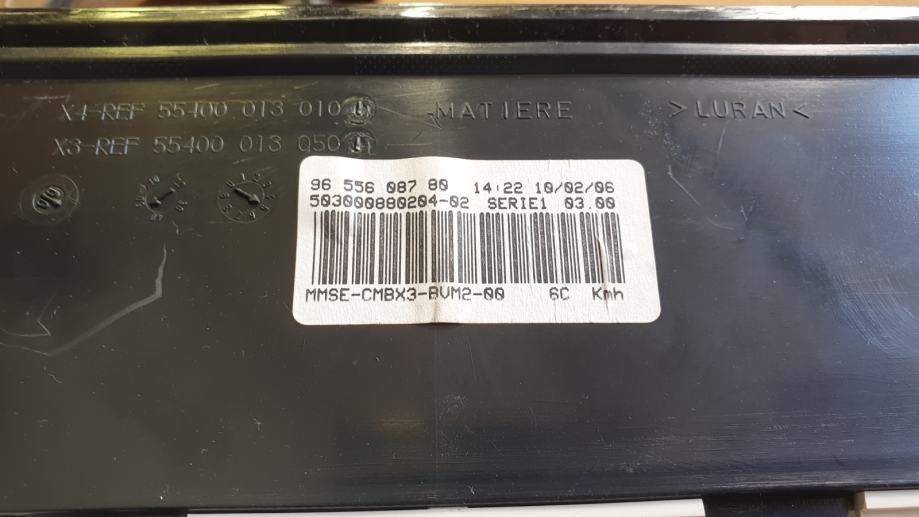 X4-REF 55400 013 010
MATIERE
>LURAN<
X3-REF 55400 013 050
96 556 087 80 14:22 10/02/06
503000880204-02 SERIE1 03.00
MMSE-CMBX3-BVM2-00 6C Kmh